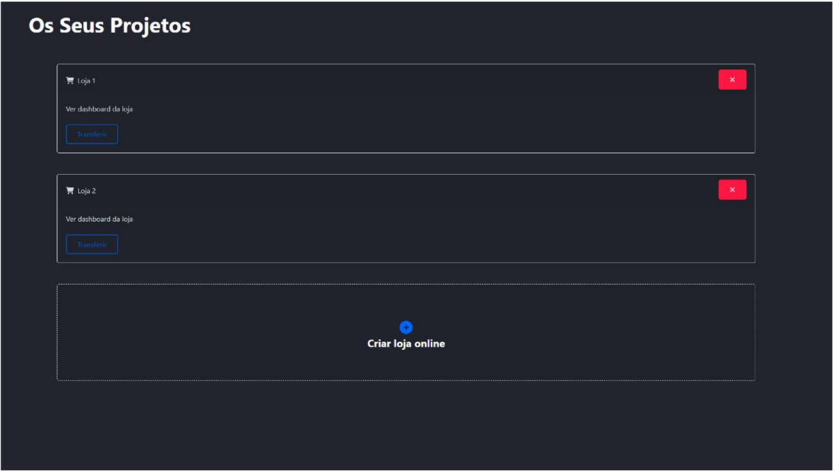 Os Seus Projetos
Loja 1
Ver dashboard da loja
Transferir
Loja 2
Ver dashboard da loja
Transferir
Criar loja online